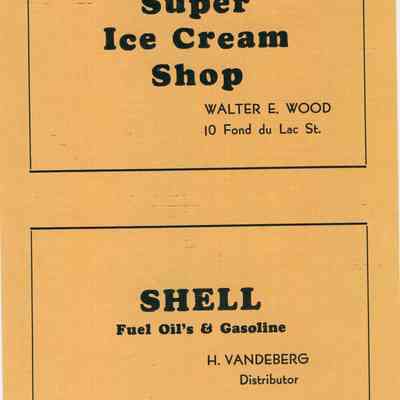 Super
Ice Cream
Shop
WALTER E. WOOD
10 Fond du Lac St.
SHELL
Fuel Oil's & Gasoline
H. VANDEBERG
Distributor